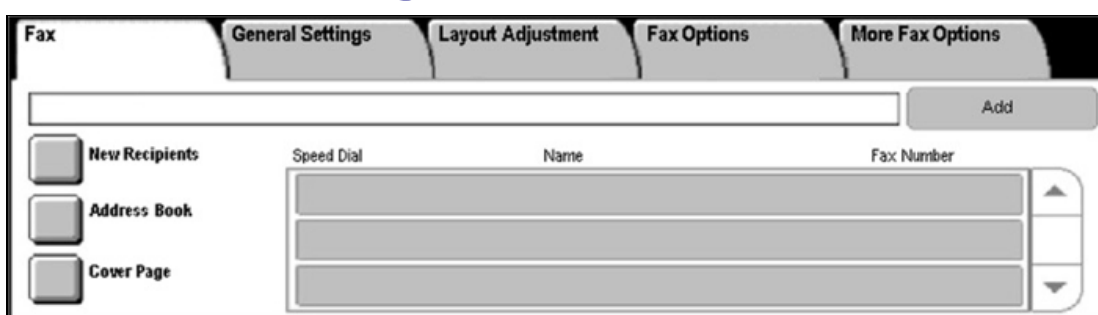 Fax General Settings Layout Adjustment Fax Options More Fax Options
Add
New Recipients Speed Dial Name Fax Number
Address Book
Cover Page